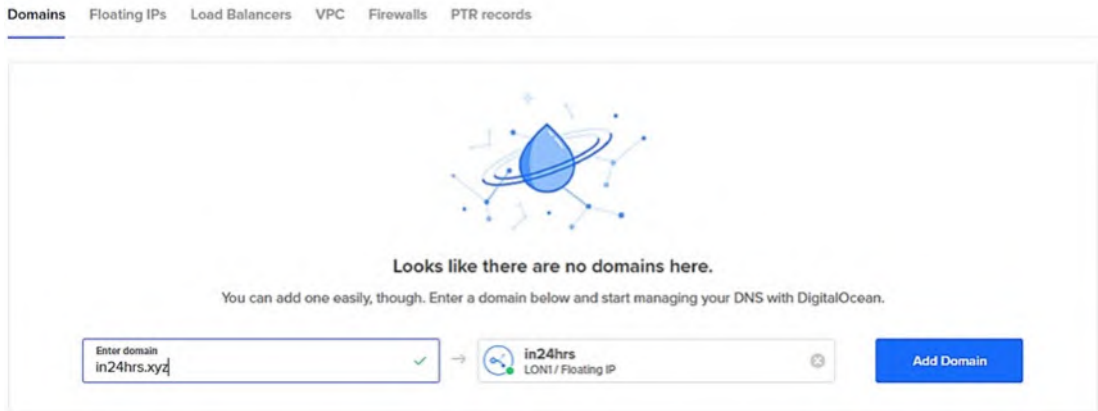 Domains Floating IPs Load Balancers VPC Firewalls PTR records
Looks like there are no domains here.
You can add one easily, though. Enter a domain below and start managing your DNS with DigitalOcean.
Enter domain
in24hrs.xyz
in24hrs
LON1 / Floating IP
Add Domain